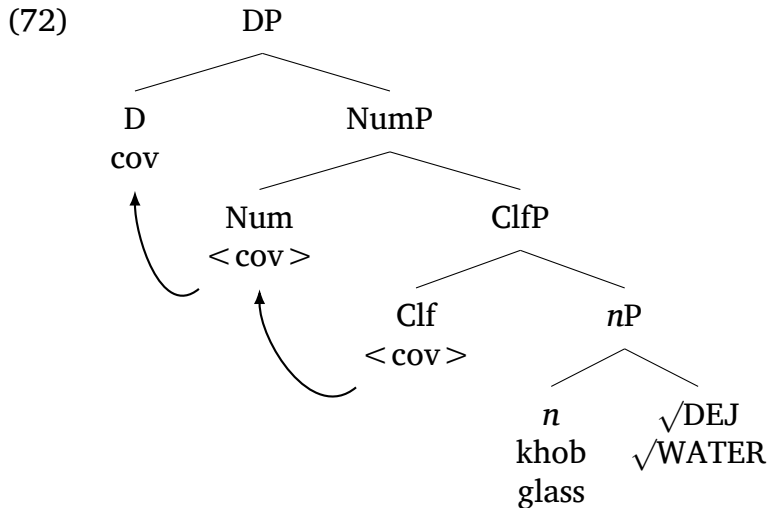 (72) DP
D NumP
cov
Num ClfP
<cov>
Clf nP
<cov>
n √DEJ
khob √WATER
glass